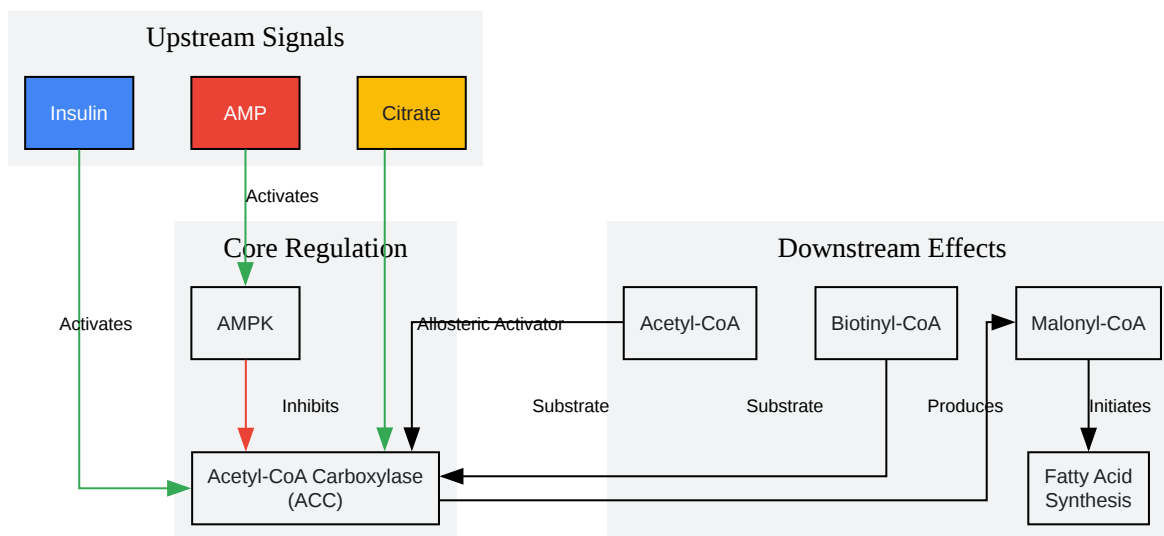 Upstream Signals
Insulin
AMP
Citrate
Activates
Core Regulation
Downstream Effects
AMPK
Acetyl-CoA
Biotinyl-CoA
Malonyl-CoA
Activates
Allosteric Activator
Inhibits
Substrate
Substrate
Produces
Initiates
Acetyl-CoA Carboxylase
(ACC)
Fatty Acid
Synthesis